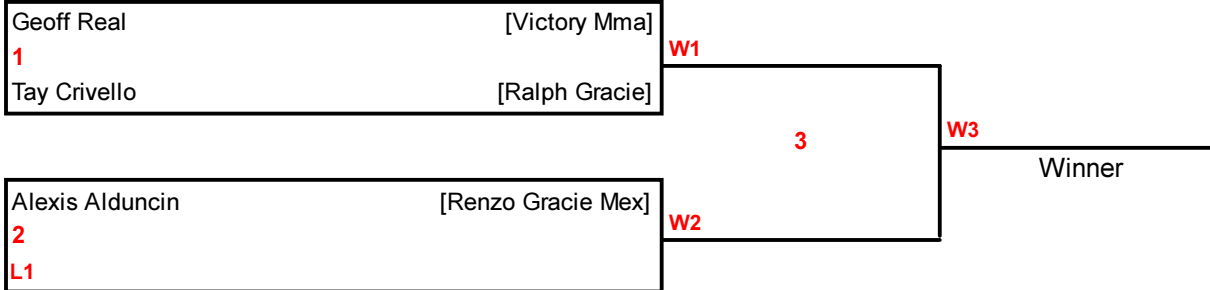 Geoff Real [Victory Mma]
1
W1
Tay Crivello [Ralph Gracie]
3
W3
Winner
Alexis Alduncin [Renzo Gracie Mex]
2
W2
L1